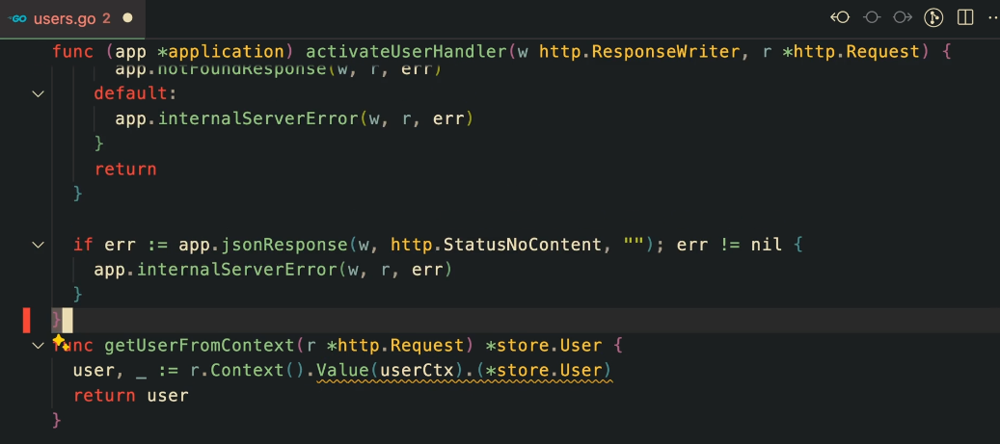 GO users.go 2
func (app *application) activateUserHandler(w http.ResponseWriter, r *http.Request) {
app.notFoundResponse(w, r, err)
default:
app.internalServerError(w, r, err)
}
return
}
if err := app.jsonResponse(w, http.StatusNoContent, ""); err != nil {
app.internalServerError(w, r, err)
}
}
func getUserFromContext(r *http.Request) *store.User {
user, _ := r.Context().Value(userCtx).(*store.User)
return user
}